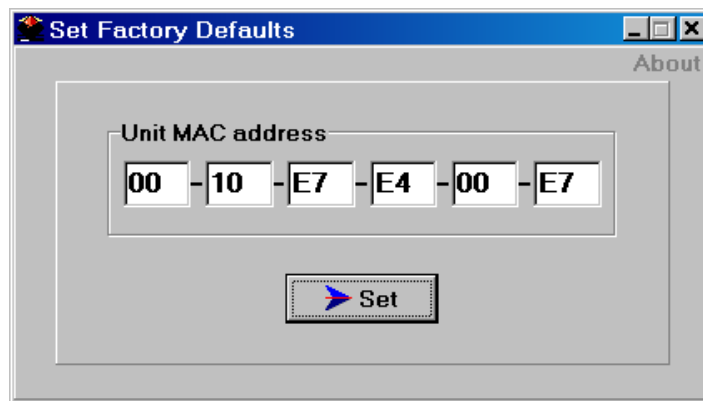 Set Factory Defaults
About
Unit MAC address
00 - 10 - E7 - E4 - 00 - E7
Set